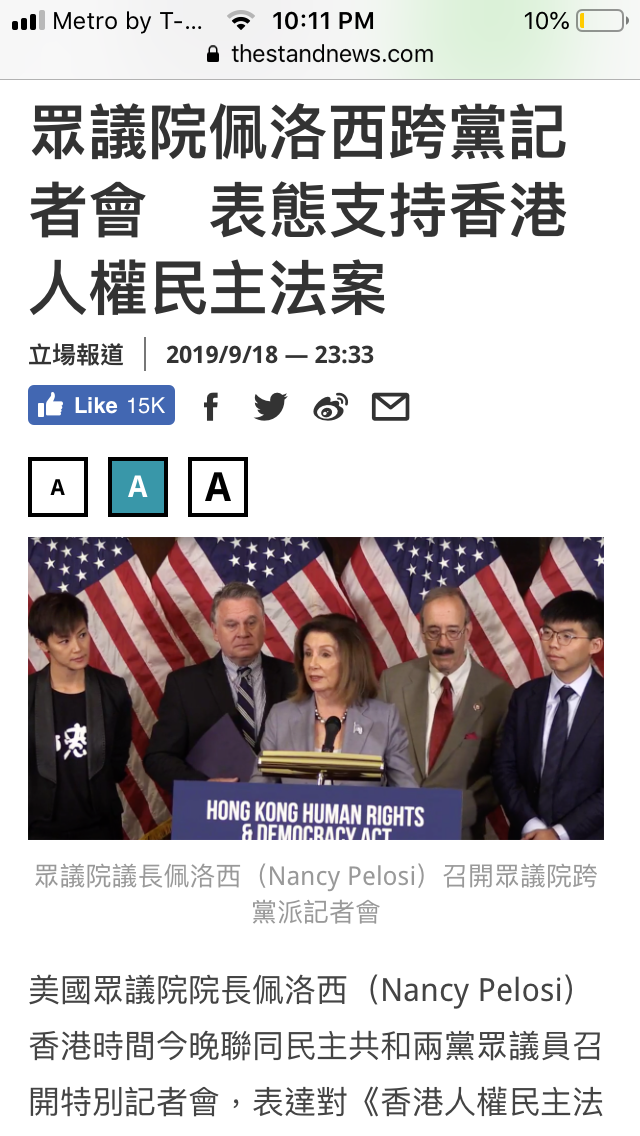 Metro by T-... 10:11 PM 10%
thestandnews.com
眾議院佩洛西跨黨記
者會　表態支持香港
人權民主法案
立場報道 2019/9/18 — 23:33
Like 15K
A A A
HONG KONG HUMAN RIGHTS
& DEMOCRACY ACT
眾議院議長佩洛西（Nancy Pelosi）召開眾議院跨
黨派記者會
美國眾議院院長佩洛西（Nancy Pelosi）
香港時間今晚聯同民主共和兩黨眾議員召
開特別記者會，表達對《香港人權民主法